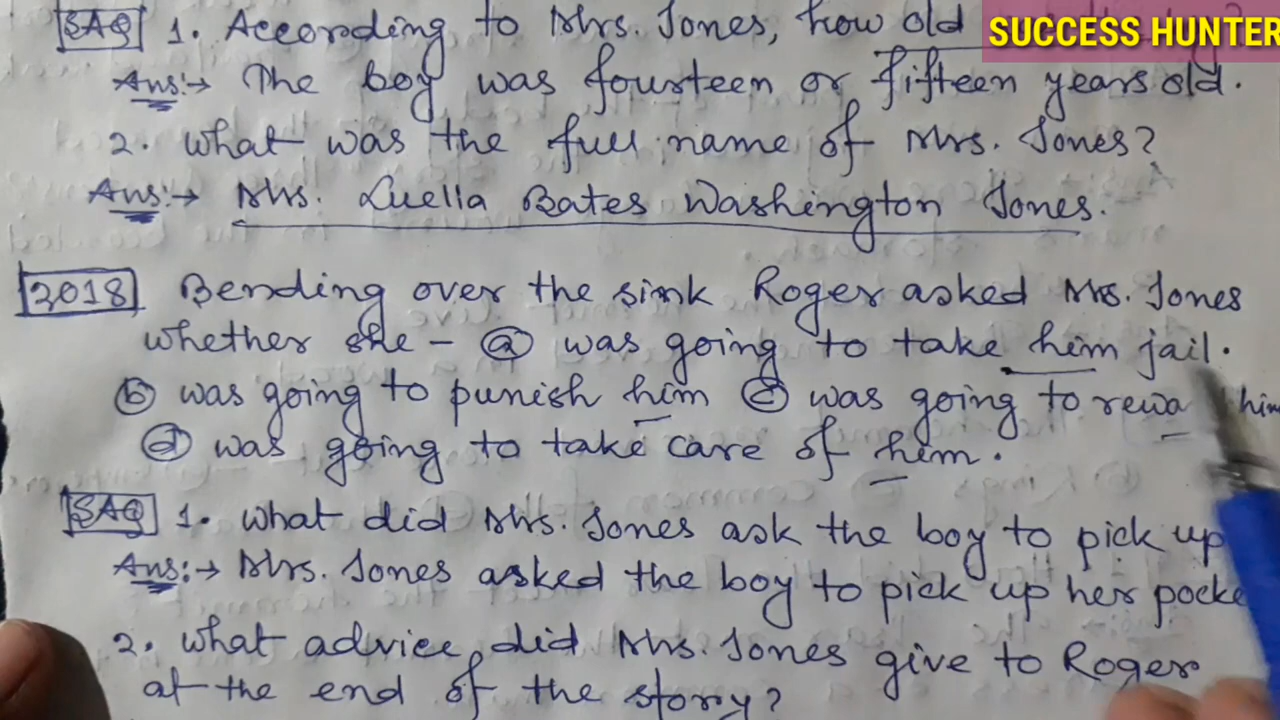 SUCCESS HUNTER
SAQ 1. According to Mrs. Jones, how old
Ans:→ The boy was fourteen or fifteen years old.
2. What was the full name of Mrs. Jones?
Ans:→ Mrs. Luella Bates Washington Jones.
2018 Bending over the sink Roger asked Mrs. Jones
whether she – (a) was going to take him jail.
(b) was going to punish him (c) was going to him
(d) was going to take care of him.
SAQ 1. What did Mrs. Jones ask the boy to pick up
Ans:→ Mrs. Jones asked the boy to pick up her
2. What advice did Mrs. Jones give to Roger
at the end of the story?